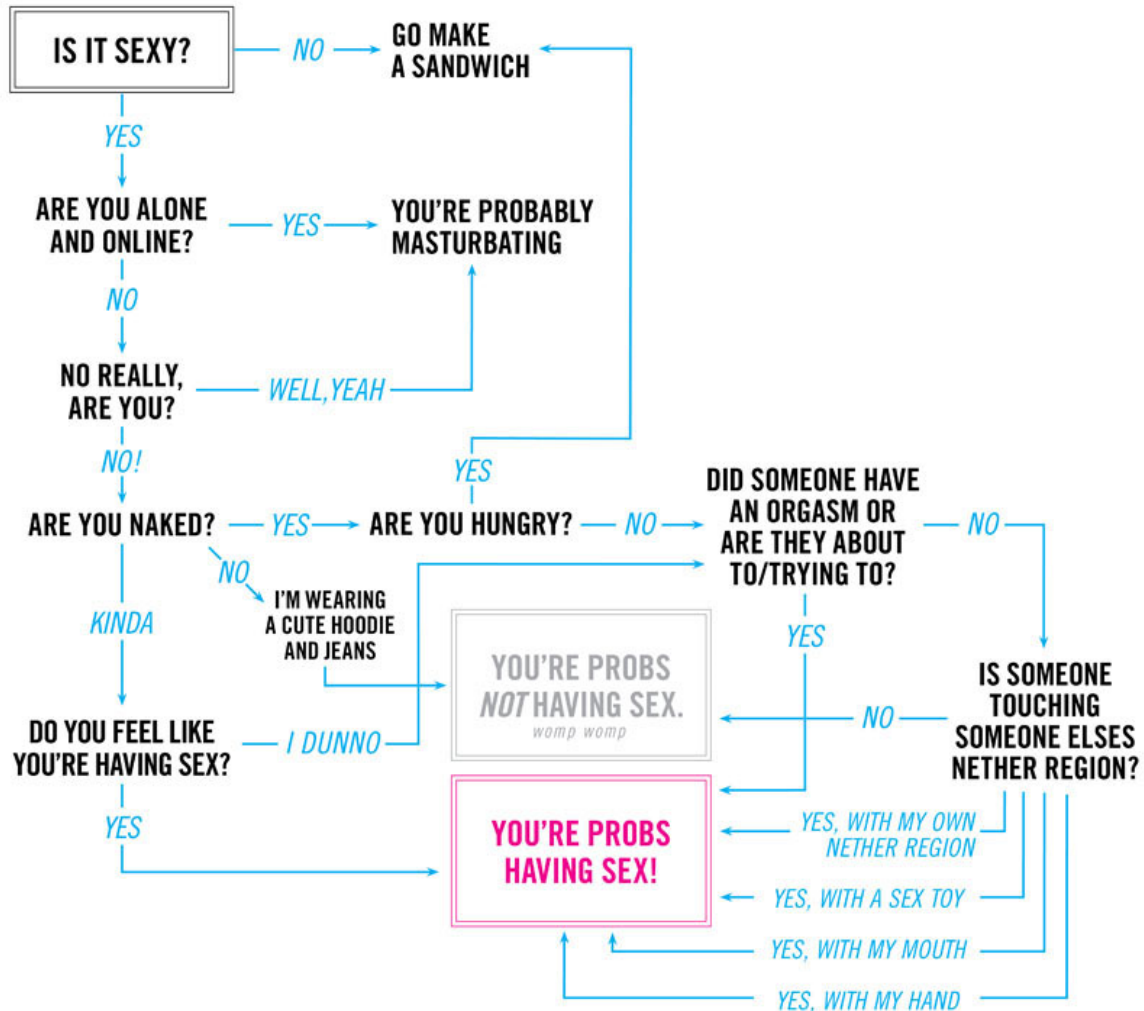 IS IT SEXY?
NO
GO MAKE
A SANDWICH
YES
ARE YOU ALONE
AND ONLINE?
YES
YOU'RE PROBABLY
MASTURBATING
NO
NO REALLY,
ARE YOU?
WELL,YEAH
NO!
YES
ARE YOU NAKED?
YES
ARE YOU HUNGRY?
NO
DID SOMEONE HAVE
AN ORGASM OR
ARE THEY ABOUT
TO/TRYING TO?
NO
NO
I'M WEARING
A CUTE HOODIE
AND JEANS
KINDA
YES
YOU'RE PROBS
NOT HAVING SEX.
womp womp
NO
IS SOMEONE
TOUCHING
SOMEONE ELSES
NETHER REGION?
DO YOU FEEL LIKE
YOU'RE HAVING SEX?
I DUNNO
YES
YOU'RE PROBS
HAVING SEX!
YES, WITH MY OWN
NETHER REGION
YES, WITH A SEX TOY
YES, WITH MY MOUTH
YES, WITH MY HAND